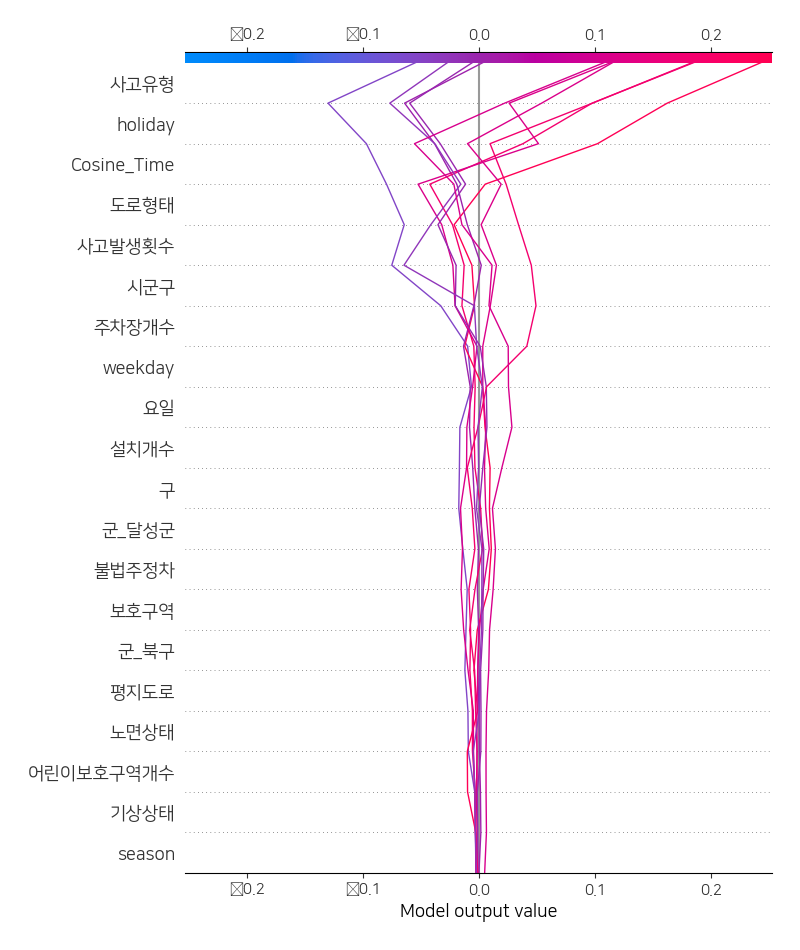 0.2 0.1 0.0 0.1 0.2
사고유형
holiday
Cosine_Time
도로형태
사고발생횟수
시군구
주차장개수
weekday
요일
설치개수
구
군_달성군
불법주정차
보호구역
군_북구
평지도로
노면상태
어린이보호구역개수
기상상태
season
0.2 0.1 0.0 0.1 0.2
Model output value